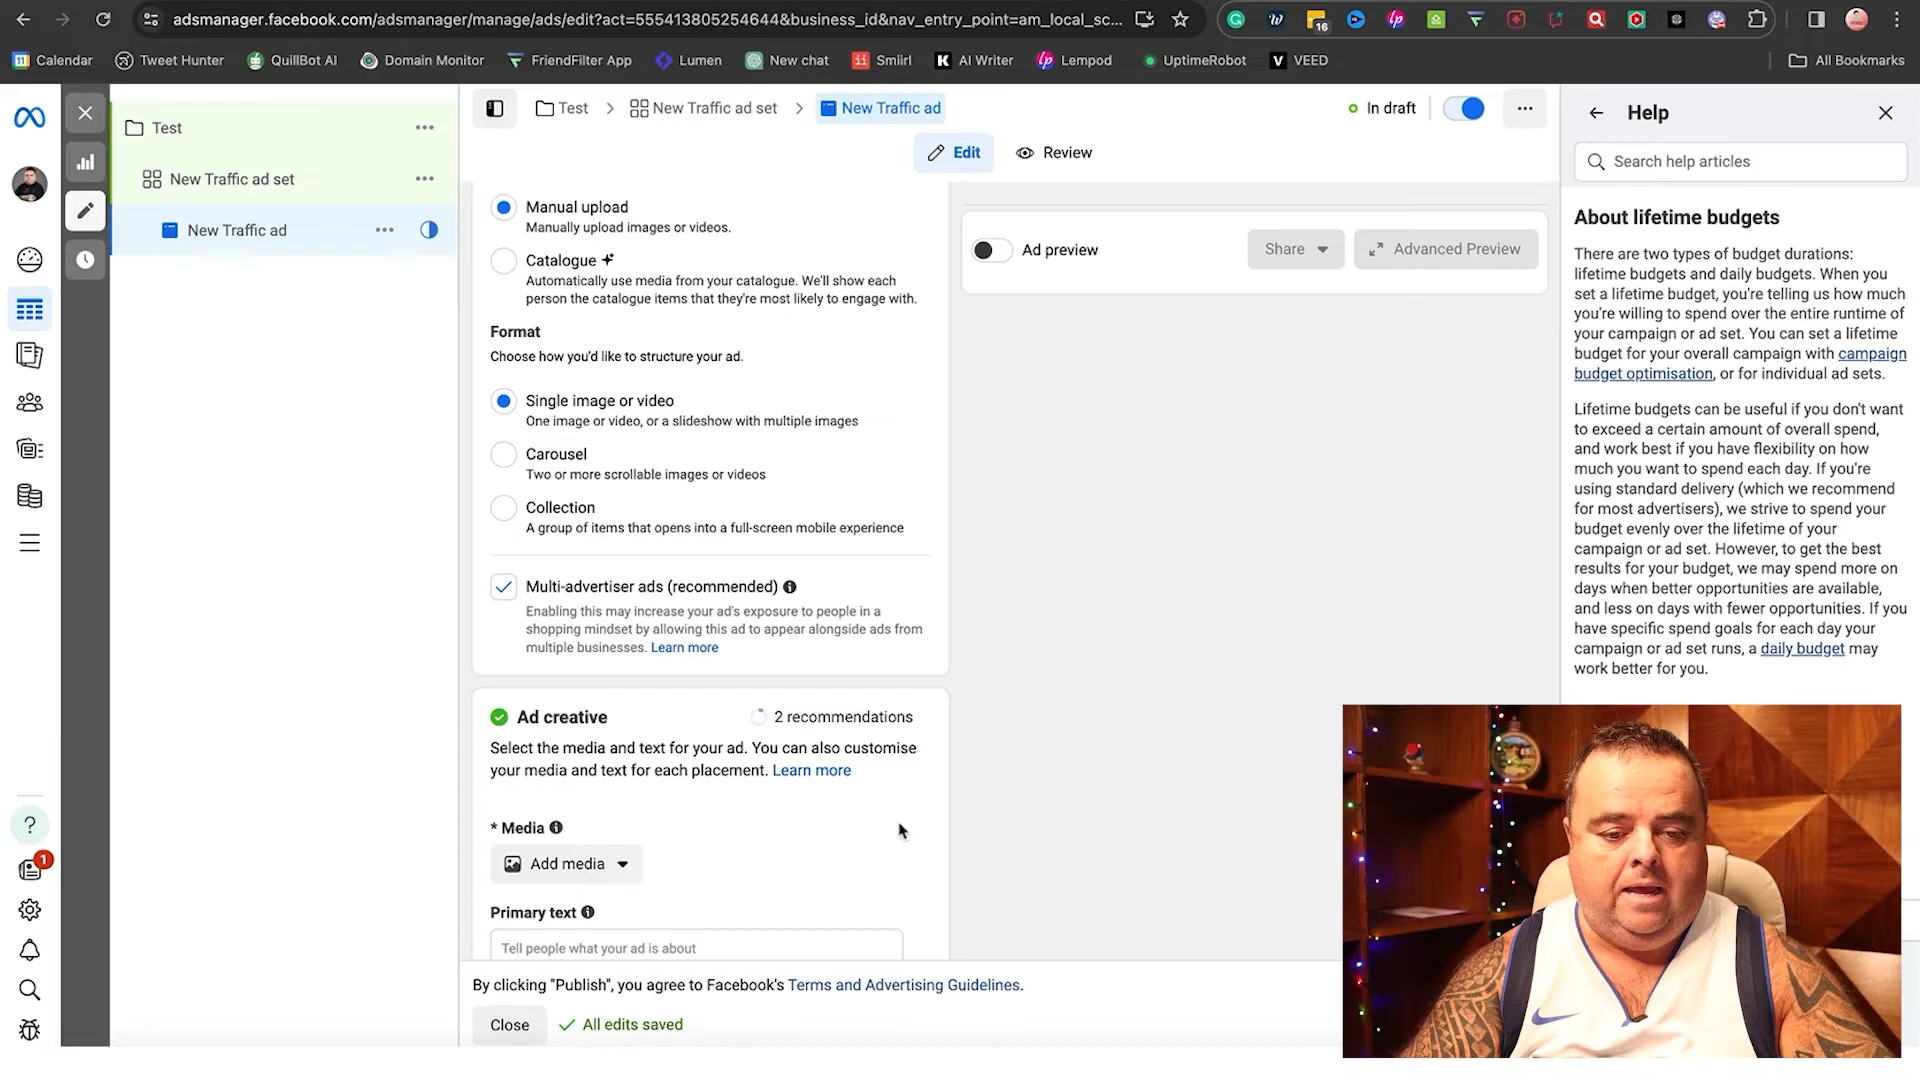 adsmanager.facebook.com/adsmanager/manage/ads/edit?act=555413805254644&business_id&nav_entry_point=am_local_sc...
16
Calendar
Tweet Hunter
QuillBot AI
Domain Monitor
FriendFilter App
Lumen
New chat
Smiirl
AI Writer
Lempod
UptimeRobot
VEED
All Bookmarks
Test
New Traffic ad set
New Traffic ad
1
Test > New Traffic ad set > New Traffic ad
In draft
Edit
Review
Manual upload
Manually upload images or videos.
Catalogue
Automatically use media from your catalogue. We'll show each
person the catalogue items that they're most likely to engage with.
Format
Choose how you'd like to structure your ad.
Single image or video
One image or video, or a slideshow with multiple images
Carousel
Two or more scrollable images or videos
Collection
A group of items that opens into a full-screen mobile experience
Multi-advertiser ads (recommended)
Enabling this may increase your ad's exposure to people in a
shopping mindset by allowing this ad to appear alongside ads from
multiple businesses. Learn more
Ad creative
2 recommendations
Select the media and text for your ad. You can also customise
your media and text for each placement. Learn more
* Media
Add media
Primary text
Tell people what your ad is about
By clicking "Publish", you agree to Facebook's Terms and Advertising Guidelines.
Close
All edits saved
Ad preview
Share
Advanced Preview
Help
Search help articles
About lifetime budgets
There are two types of budget durations:
lifetime budgets and daily budgets. When you
set a lifetime budget, you're telling us how much
you're willing to spend over the entire runtime of
your campaign or ad set. You can set a lifetime
budget for your overall campaign with campaign
budget optimisation, or for individual ad sets.
Lifetime budgets can be useful if you don't want
to exceed a certain amount of overall spend,
and work best if you have flexibility on how
much you want to spend each day. If you're
using standard delivery (which we recommend
for most advertisers), we strive to spend your
budget evenly over the lifetime of your
campaign or ad set. However, to get the best
results for your budget, we may spend more on
days when better opportunities are available,
and less on days with fewer opportunities. If you
have specific spend goals for each day your
campaign or ad set runs, a daily budget may
work better for you.